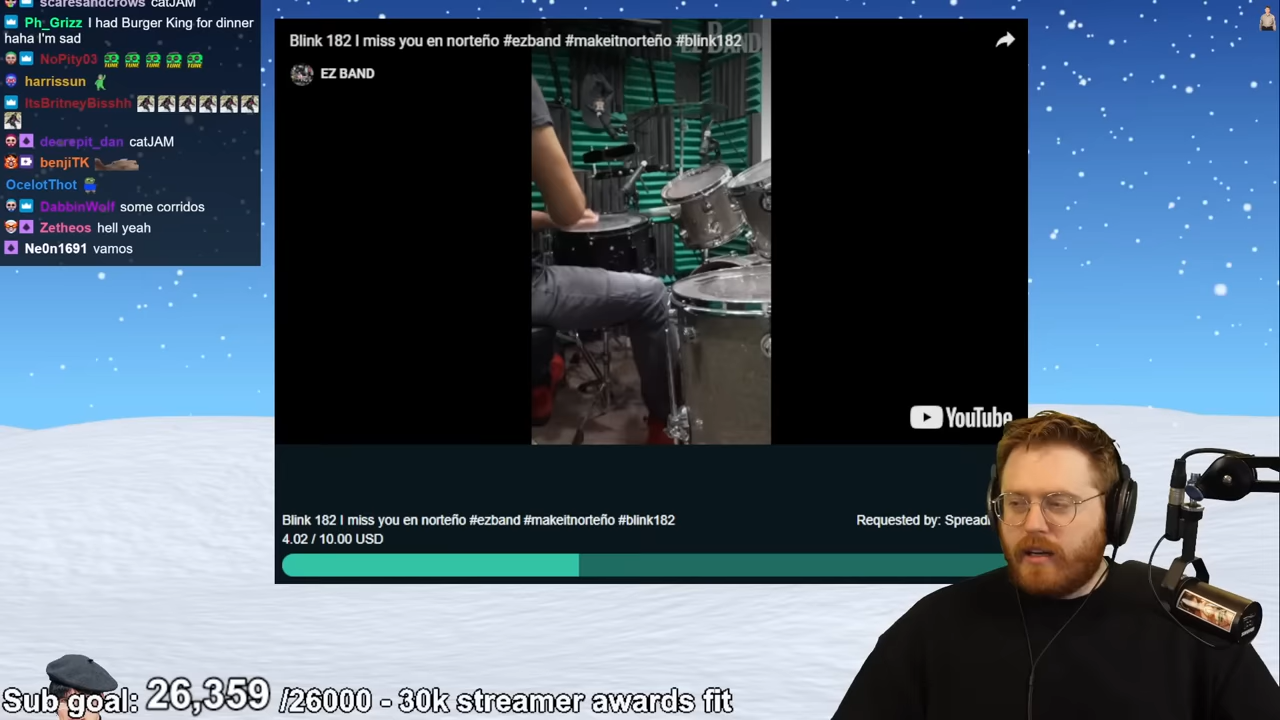 scaresandcrows catJAM
Ph_Grizz I had Burger King for dinner
haha I'm sad
NoPity03
harrissun
ItsBritneyBisshh
decrepit_dan catJAM
benjiTK
OcelotThot
DabbinWolf some corridos
Zetheos hell yeah
Ne0n1691 vamos
Blink 182 I miss you en norteño #ezband #makeitnorteño #blink182
EZ BAND
EZ BAND
YouTube
Blink 182 I miss you en norteño #ezband #makeitnorteño #blink182
Requested by:
4.02 / 10.00 USD
Sub goal: 26,359 /26000 - 30k streamer awards fit